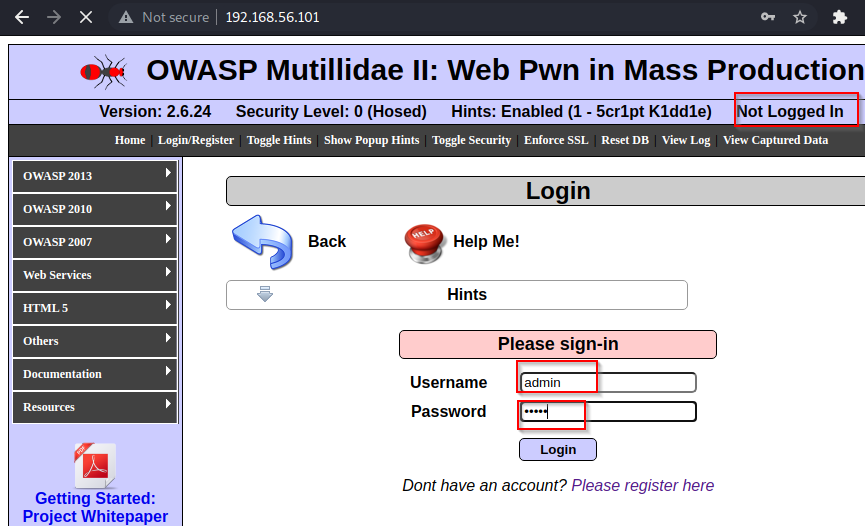 Not secure | 192.168.56.101
OWASP Mutillidae II: Web Pwn in Mass Production
Version: 2.6.24 Security Level: 0 (Hosed) Hints: Enabled (1 - 5cr1pt K1dd1e) Not Logged In
Home | Login/Register | Toggle Hints | Show Popup Hints | Toggle Security | Enforce SSL | Reset DB | View Log | View Captured Data
OWASP 2013
OWASP 2010
OWASP 2007
Web Services
HTML 5
Others
Documentation
Resources
PDF
Getting Started:
Project Whitepaper
Login
Back
HELP
Help Me!
Hints
Please sign-in
Username admin
Password •••••
Login
Dont have an account? Please register here